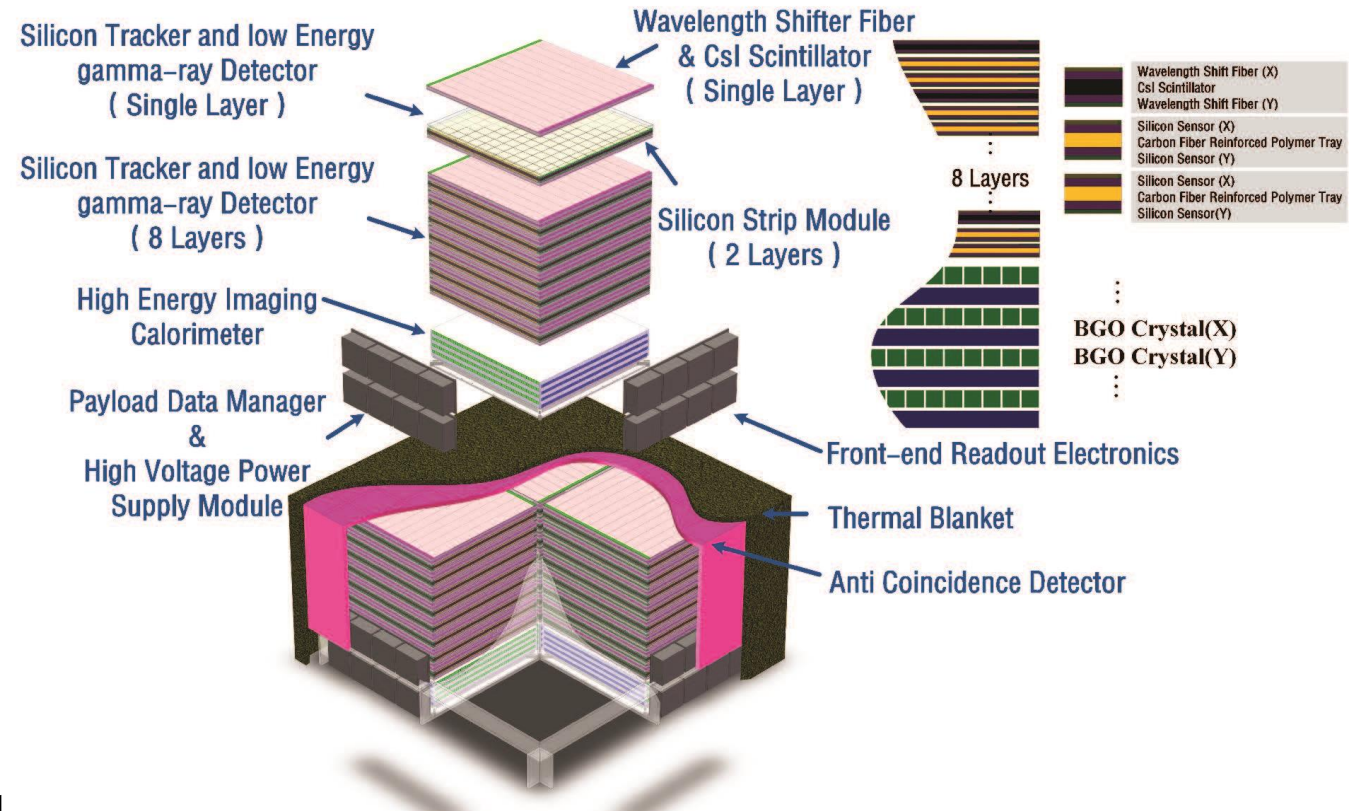 Silicon Tracker and low Energy
gamma-ray Detector
( Single Layer )
Silicon Tracker and low Energy
gamma-ray Detector
( 8 Layers )
High Energy Imaging
Calorimeter
Payload Data Manager
&
High Voltage Power
Supply Module
Wavelength Shifter Fiber
& CsI Scintillator
( Single Layer )
Silicon Strip Module
( 2 Layers )
Front-end Readout Electronics
Thermal Blanket
Anti Coincidence Detector
8 Layers
Wavelength Shift Fiber (X)
CsI Scintillator
Wavelength Shift Fiber (Y)
Silicon Sensor (X)
Carbon Fiber Reinforced Polymer Tray
Silicon Sensor (Y)
Silicon Sensor (X)
Carbon Fiber Reinforced Polymer Tray
Silicon Sensor(Y)
BGO Crystal(X)
BGO Crystal(Y)